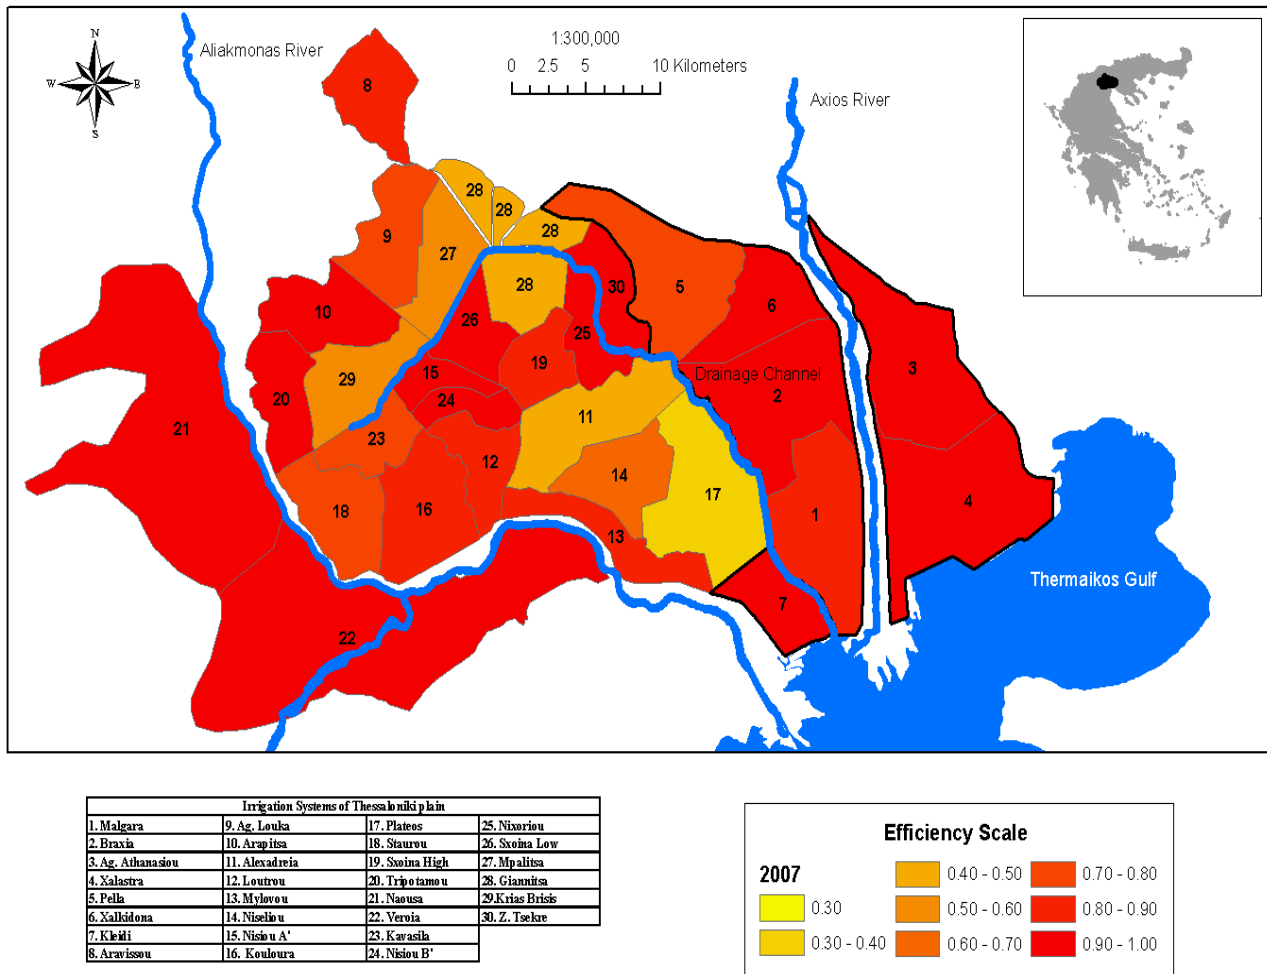 Aliakmonas River
N
W E
S
1:300,000
0 2.5 5 10 Kilometers
Axios River
8
28
28
28
9
27
5
30
28
6
10
26
25
19
3
15
Drainage Channel
29
2
20
24
11
21
23
12
14
17
4
18
16
1
13
Thermaikos Gulf
7
22
Irrigation Systems of Thessaloniki plain
1. Malgara 9. Ag. Louka 17. Plateos 25. Nixoriou
2. Braxia 10. Arapitsa 18. Staurou 26. Sxoina Low
3. Ag. Athanasiou 11. Alexadreia 19. Sxoina High 27. Mpalitsa
4. Xalastra 12. Loutrou 20. Tripotamou 28. Giannitsa
5. Pella 13. Mylovou 21. Naousa 29.Krias Brisis
6. Xalkidona 14. Niseliou 22. Veroia 30. Z. Tsekre
7. Kleidi 15. Nisiou A' 23. Kavasila
8. Aravissou 16. Kouloura 24. Nisiou B'
Efficiency Scale
2007
0.30
0.30 - 0.40
0.40 - 0.50
0.50 - 0.60
0.60 - 0.70
0.70 - 0.80
0.80 - 0.90
0.90 - 1.00